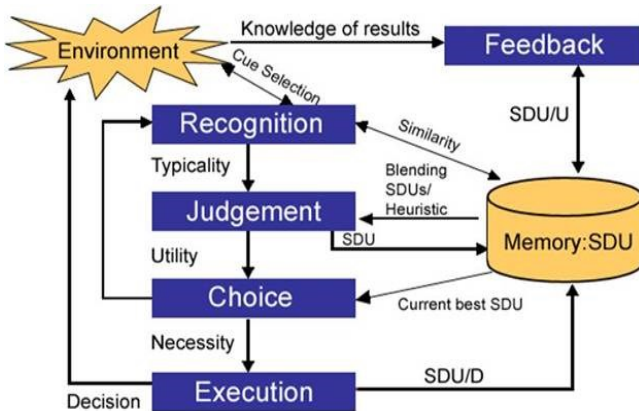 Knowledge of results
Environment
Feedback
Cue Selection
SDU/U
Recognition
Similarity
Typicality
Blending
SDUs/
Heuristic
Judgement
SDU
Memory:SDU
Utility
Choice
Current best SDU
Necessity
SDU/D
Execution
Decision